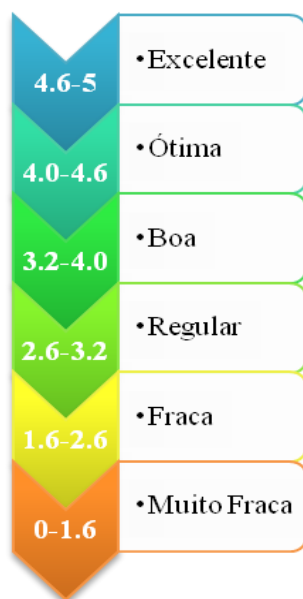 4.6-5
•Excelente
4.0-4.6
•Ótima
3.2-4.0
•Boa
2.6-3.2
•Regular
1.6-2.6
•Fraca
0-1.6
•Muito Fraca